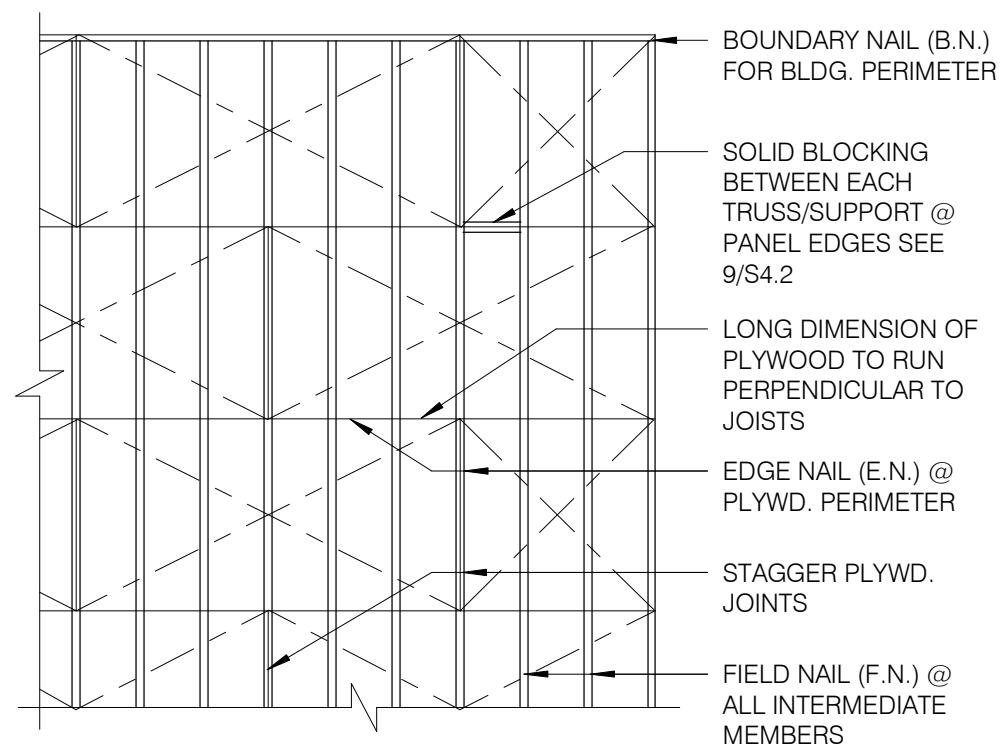 BOUNDARY NAIL (B.N.)
FOR BLDG. PERIMETER
SOLID BLOCKING
BETWEEN EACH
TRUSS/SUPPORT @
PANEL EDGES SEE
9/S4.2
LONG DIMENSION OF
PLYWOOD TO RUN
PERPENDICULAR TO
JOISTS
EDGE NAIL (E.N.) @
PLYWD. PERIMETER
STAGGER PLYWD.
JOINTS
FIELD NAIL (F.N.) @
ALL INTERMEDIATE
MEMBERS